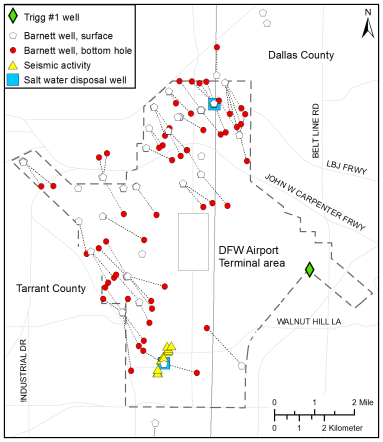 Trigg #1 well
Barnett well, surface
Barnett well, bottom hole
Seismic activity
Salt water disposal well
N
Dallas County
BELT LINE RD
LBJ FRWY
JOHN W CARPENTER FRWY
DFW Airport
Terminal area
Tarrant County
WALNUT HILL LA
INDUSTRIAL DR
0 1 2 Mile
0 1 2 Kilometer